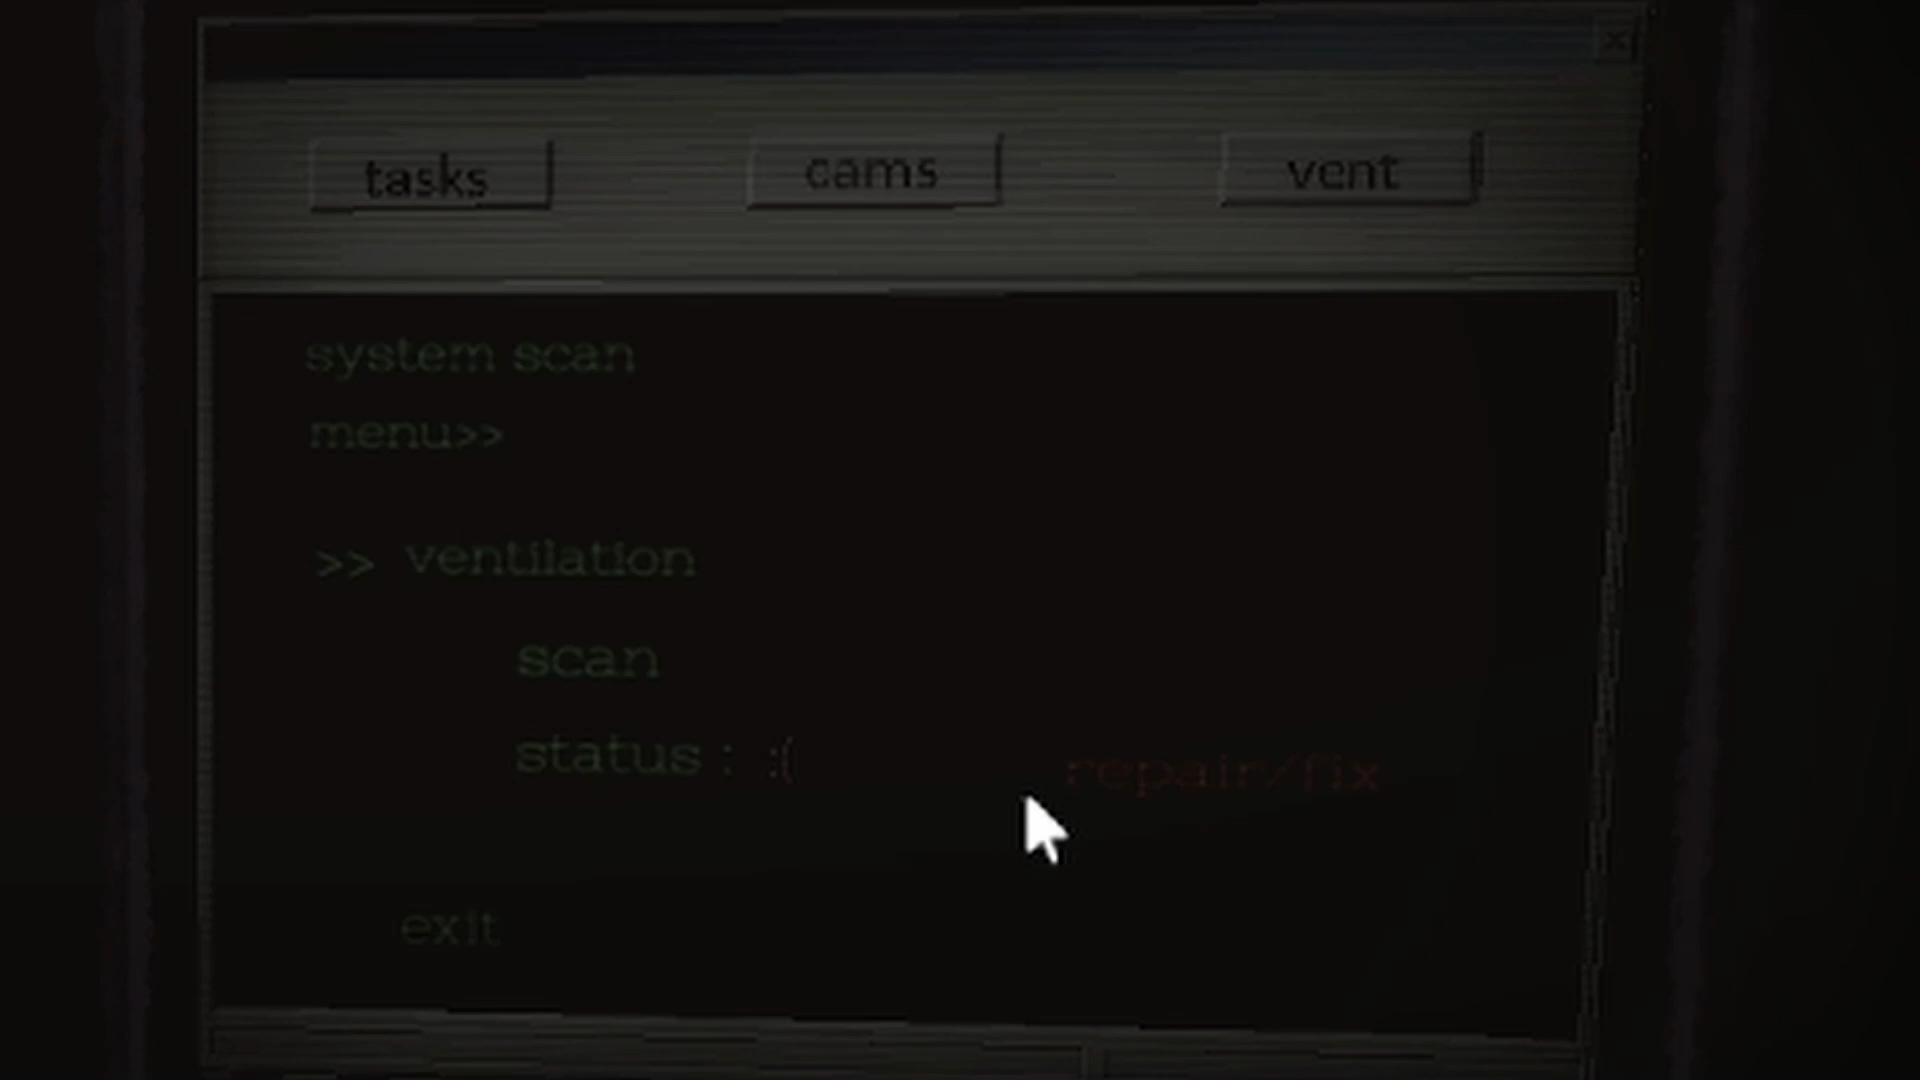 tasks cams vent
system scan
menu>>
>> ventilation
scan
status : :( repair/fix
exit